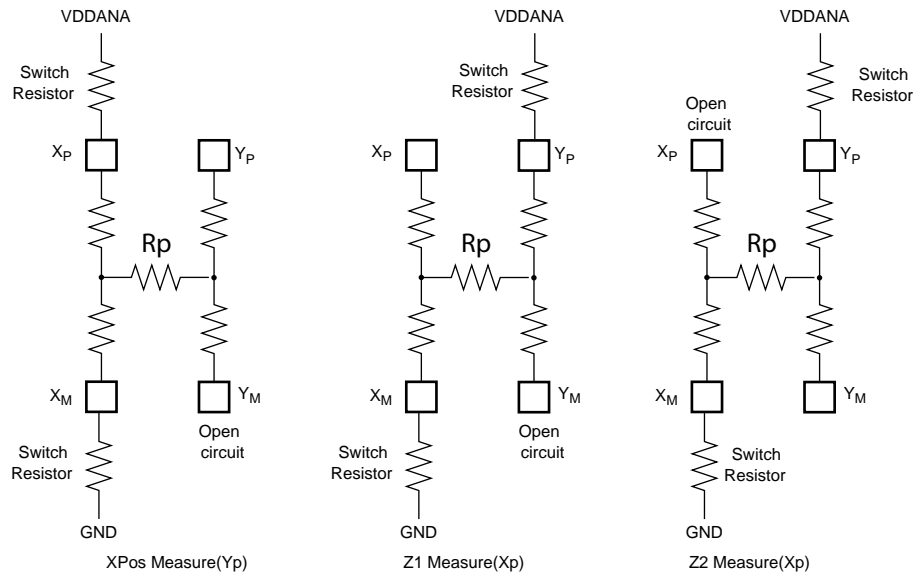 VDDANA
VDDANA
VDDANA
Switch
Resistor
Switch
Resistor
Switch
Resistor
Open
circuit
XP
YP
XP
YP
XP
YP
Rp
Rp
Rp
XM
YM
XM
YM
XM
YM
Open
circuit
Open
circuit
Switch
Resistor
Switch
Resistor
Switch
Resistor
GND
GND
GND
XPos Measure(Yp)
Z1 Measure(Xp)
Z2 Measure(Xp)